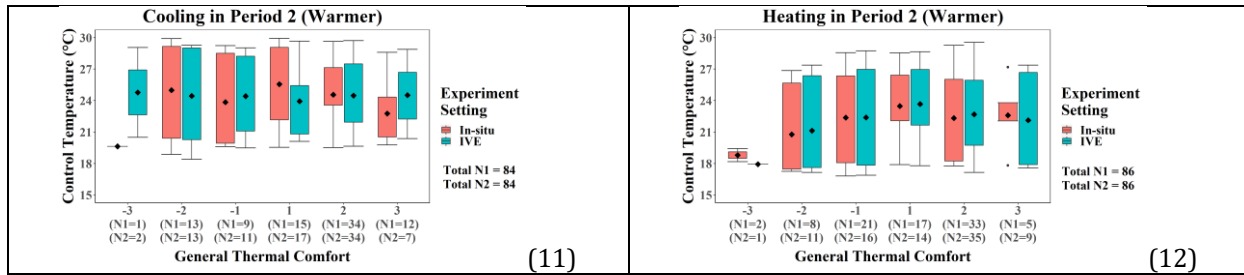 Cooling in Period 2 (Warmer)
Control Temperature (°C)
30
27
24
21
18
15
-3 -2 -1 1 2 3
(N1=1) (N1=13) (N1=9) (N1=15) (N1=34) (N1=12)
(N2=2) (N2=13) (N2=11) (N2=17) (N2=34) (N2=7)
General Thermal Comfort
Experiment
Setting
In-situ
IVE
Total N1 = 84
Total N2 = 84
(11)
Heating in Period 2 (Warmer)
Control Temperature (°C)
30
27
24
21
18
15
-3 -2 -1 1 2 3
(N1=2) (N1=8) (N1=21) (N1=17) (N1=33) (N1=5)
(N2=1) (N2=11) (N2=16) (N2=14) (N2=35) (N2=9)
General Thermal Comfort
Experiment
Setting
In-situ
IVE
Total N1 = 86
Total N2 = 86
(12)